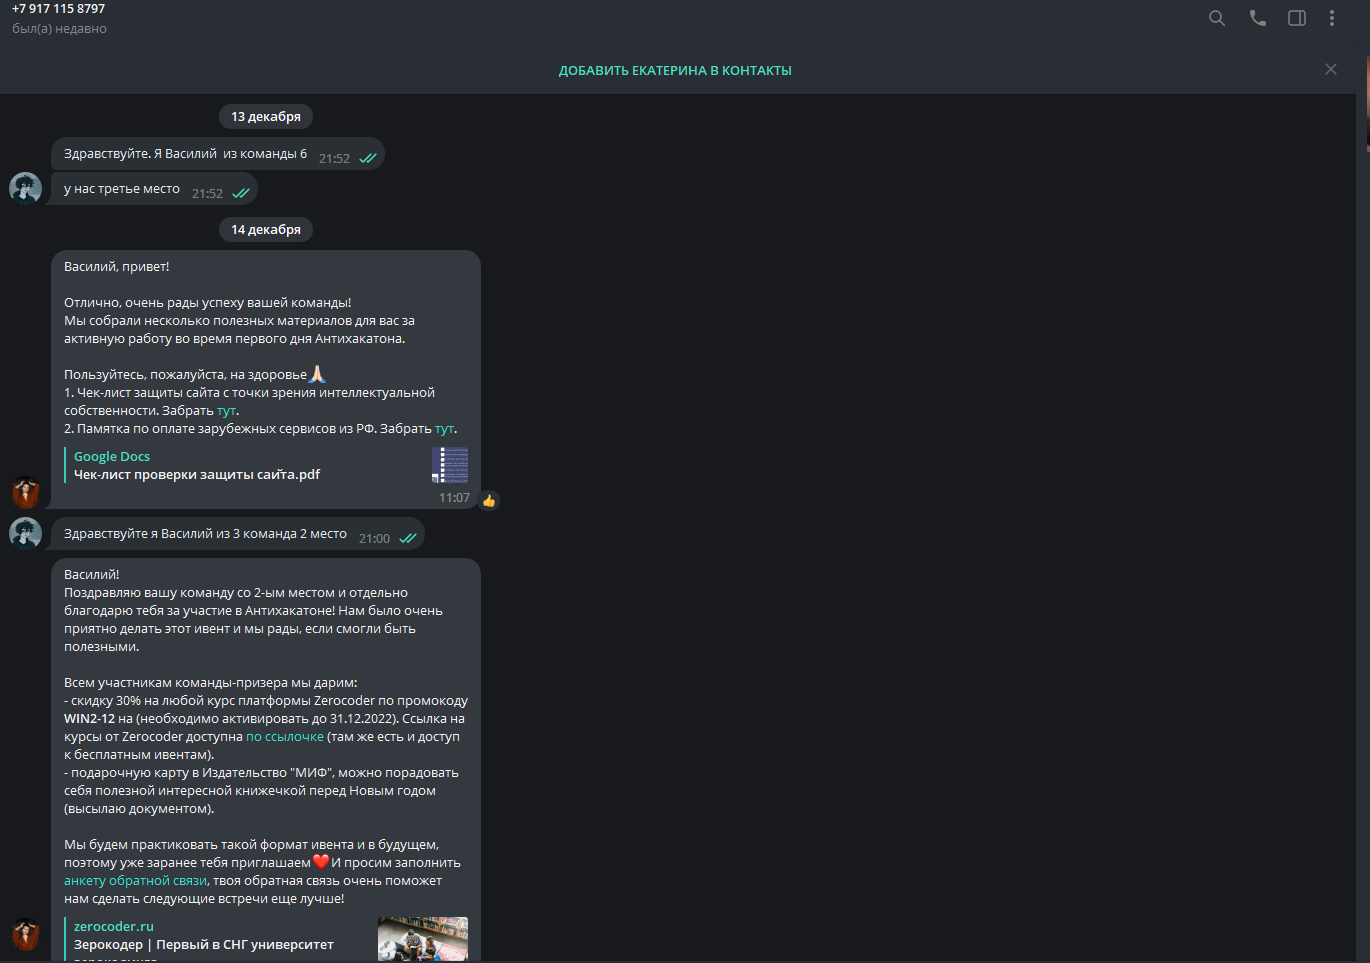 +7 917 115 8797
был(а) недавно
ДОБАВИТЬ ЕКАТЕРИНА В КОНТАКТЫ
13 декабря
Здравствуйте. Я Василий  из команды 6 21:52
у нас третье место 21:52
14 декабря
Василий, привет!
Отлично, очень рады успеху вашей команды!
Мы собрали несколько полезных материалов для вас за
активную работу во время первого дня Антихакатона.
Пользуйтесь, пожалуйста, на здоровье🙏🏻
1. Чек-лист защиты сайта с точки зрения интеллектуальной
собственности. Забрать тут.
2. Памятка по оплате зарубежных сервисов из РФ. Забрать тут.
Google Docs
Чек-лист проверки защиты сайта.pdf
11:07
Здравствуйте я Василий из 3 команда 2 место 21:00
Василий!
Поздравляю вашу команду со 2-ым местом и отдельно
благодарю тебя за участие в Антихакатоне! Нам было очень
приятно делать этот ивент и мы рады, если смогли быть
полезными.
Всем участникам команды-призера мы дарим:
- скидку 30% на любой курс платформы Zerocoder по промокоду
WIN2-12 на (необходимо активировать до 31.12.2022). Ссылка на
курсы от Zerocoder доступна по ссылочке (там же есть и доступ
к бесплатным ивентам).
- подарочную карту в Издательство "МИФ", можно порадовать
себя полезной интересной книжечкой перед Новым годом
(высылаю документом).
Мы будем практиковать такой формат ивента и в будущем,
поэтому уже заранее тебя приглашаем❤️И просим заполнить
анкету обратной связи, твоя обратная связь очень поможет
нам сделать следующие встречи еще лучше!
zerocoder.ru
Зерокодер | Первый в СНГ университет